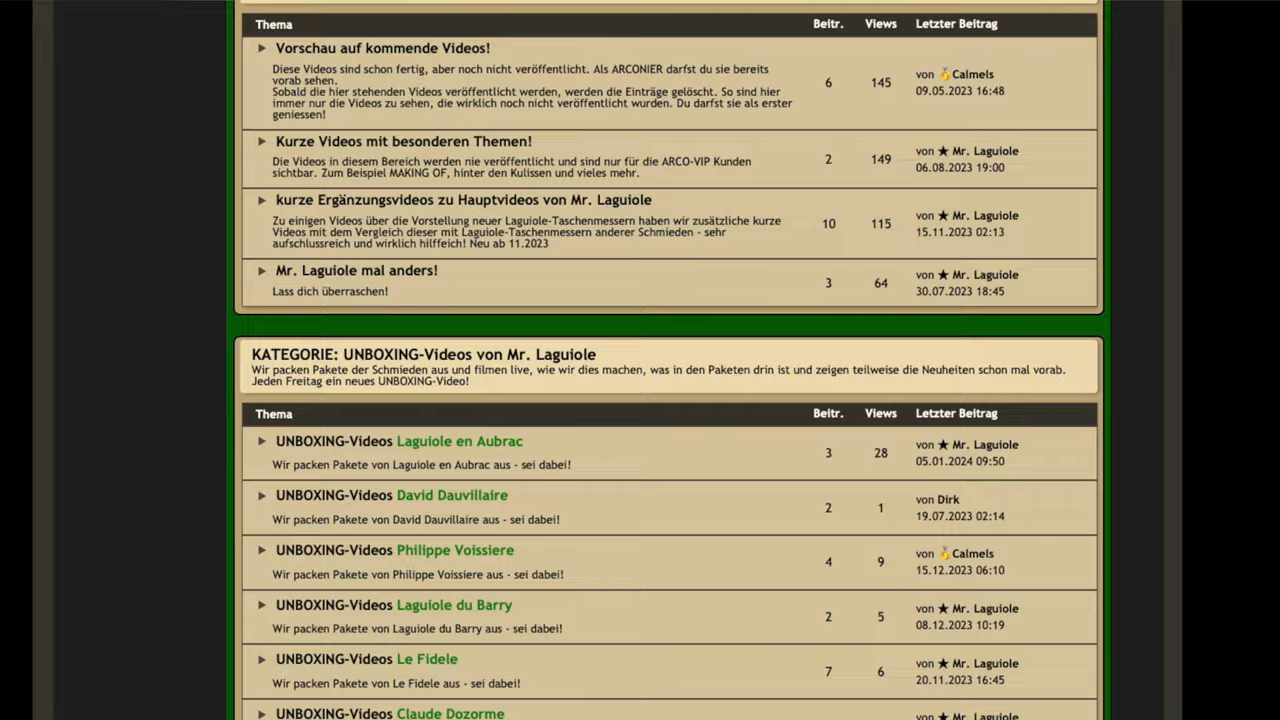 Thema Beitr. Views Letzter Beitrag
Vorschau auf kommende Videos!
Diese Videos sind schon fertig, aber noch nicht veröffentlicht. Als ARCONIER darfst du sie bereits
vorab sehen.
Sobald die hier stehenden Videos veröffentlicht werden, werden die Einträge gelöscht. So sind hier
immer nur die Videos zu sehen, die wirklich noch nicht veröffentlicht wurden. Du darfst sie als erster
geniessen!
6 145 von Calmels
09.05.2023 16:48
Kurze Videos mit besonderen Themen!
Die Videos in diesem Bereich werden nie veröffentlicht und sind nur für die ARCO-VIP Kunden
sichtbar. Zum Beispiel MAKING OF, hinter den Kulissen und vieles mehr.
2 149 von ★ Mr. Laguiole
06.08.2023 19:00
kurze Ergänzungsvideos zu Hauptvideos von Mr. Laguiole
Zu einigen Videos über die Vorstellung neuer Laguiole-Taschenmessern haben wir zusätzliche kurze
Videos mit dem Vergleich dieser mit Laguiole-Taschenmessern anderer Schmieden - sehr
aufschlussreich und wirklich hilffeich! Neu ab 11.2023
10 115 von ★ Mr. Laguiole
15.11.2023 02:13
Mr. Laguiole mal anders!
Lass dich überraschen!
3 64 von ★ Mr. Laguiole
30.07.2023 18:45
KATEGORIE: UNBOXING-Videos von Mr. Laguiole
Wir packen Pakete der Schmieden aus und filmen live, wie wir dies machen, was in den Paketen drin ist und zeigen teilweise die Neuheiten schon mal vorab.
Jeden Freitag ein neues UNBOXING-Video!
Thema Beitr. Views Letzter Beitrag
UNBOXING-Videos Laguiole en Aubrac
Wir packen Pakete von Laguiole en Aubrac aus - sei dabei!
3 28 von ★ Mr. Laguiole
05.01.2024 09:50
UNBOXING-Videos David Dauvillaire
Wir packen Pakete von David Dauvillaire aus - sei dabei!
2 1 von Dirk
19.07.2023 02:14
UNBOXING-Videos Philippe Voissiere
Wir packen Pakete von Philippe Voissiere aus - sei dabei!
4 9 von Calmels
15.12.2023 06:10
UNBOXING-Videos Laguiole du Barry
Wir packen Pakete von Laguiole du Barry aus - sei dabei!
2 5 von ★ Mr. Laguiole
08.12.2023 10:19
UNBOXING-Videos Le Fidele
Wir packen Pakete von Le Fidele aus - sei dabei!
7 6 von ★ Mr. Laguiole
20.11.2023 16:45
UNBOXING-Videos Claude Dozorme
von ★ Mr. Laguiole